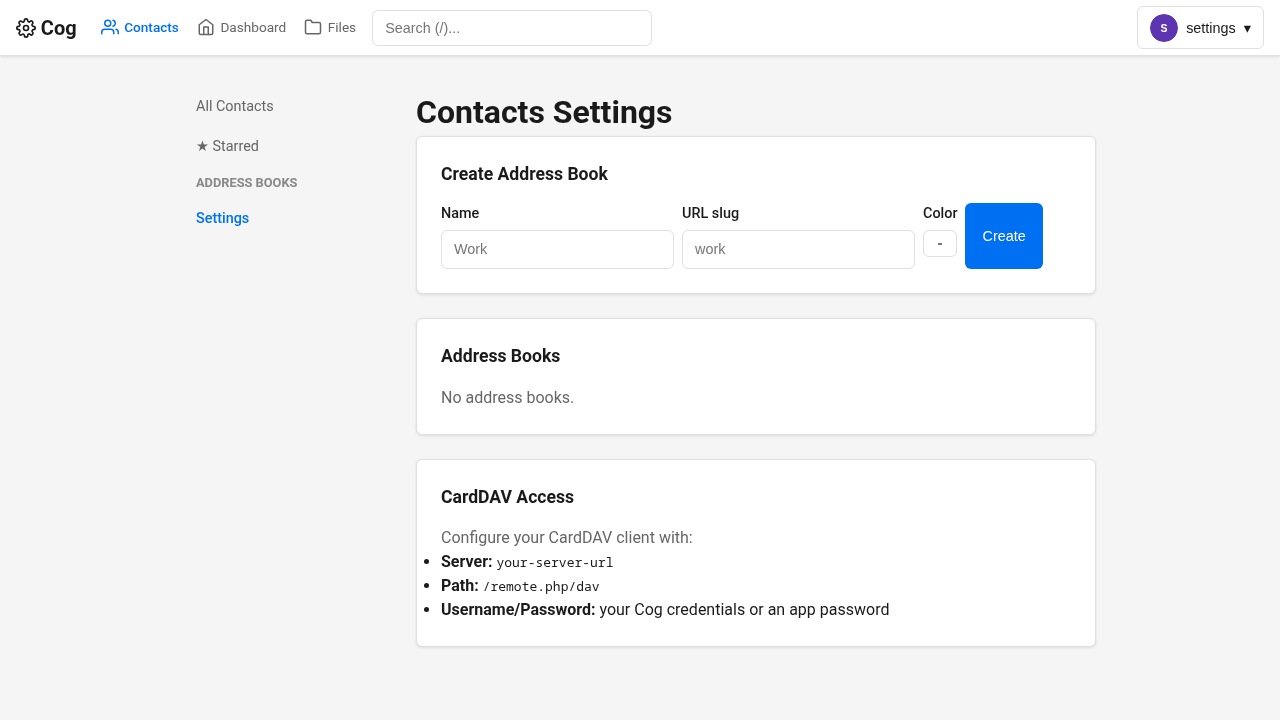 Cog
Contacts
Dashboard
Files
Search (/)...
S
settings ▾
All Contacts
★ Starred
ADDRESS BOOKS
Settings
Contacts Settings
Create Address Book
Name
URL slug
Color
Work
work
-
Create
Address Books
No address books.
CardDAV Access
Configure your CardDAV client with:
• Server: your-server-url
• Path: /remote.php/dav
• Username/Password: your Cog credentials or an app password